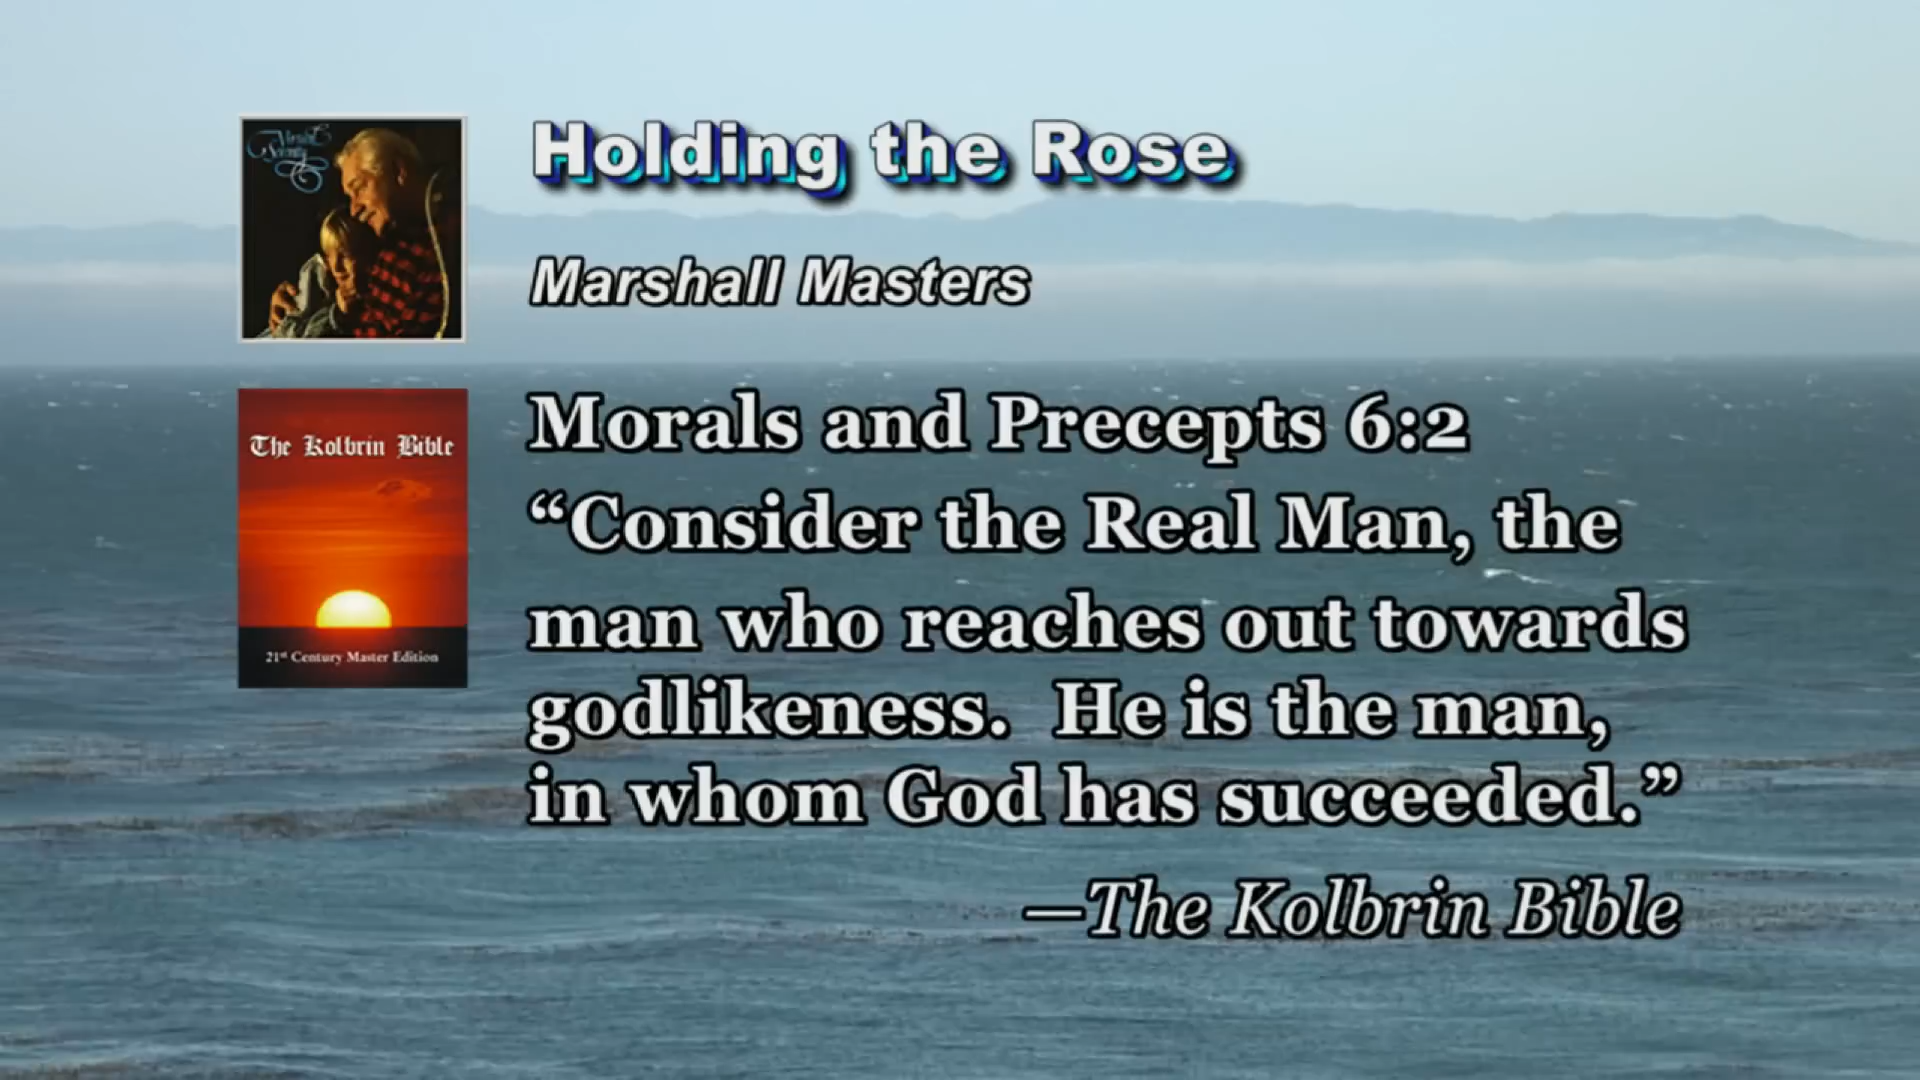 Holding the Rose
Marshall Masters
The Kolbrin Bible
21st Century Master Edition
Morals and Precepts 6:2
“Consider the Real Man, the
man who reaches out towards
godlikeness.  He is the man,
in whom God has succeeded.”
—The Kolbrin Bible